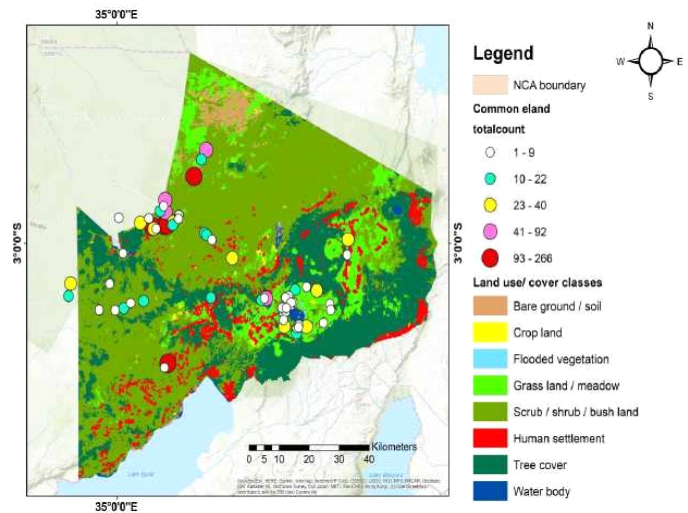 35°0'E
N
W E
S
Legend
NCA boundary
Common eland
totalcount
1 - 9
10 - 22
23 - 40
41 - 92
93 - 266
3°0'S
3°0'S
Land use/ cover classes
Bare ground / soil
Crop land
Flooded vegetation
Grass land / meadow
Scrub / shrub / bush land
Human settlement
Tree cover
Water body
Kilometers
0 5 10 20 30 40
35°0'E